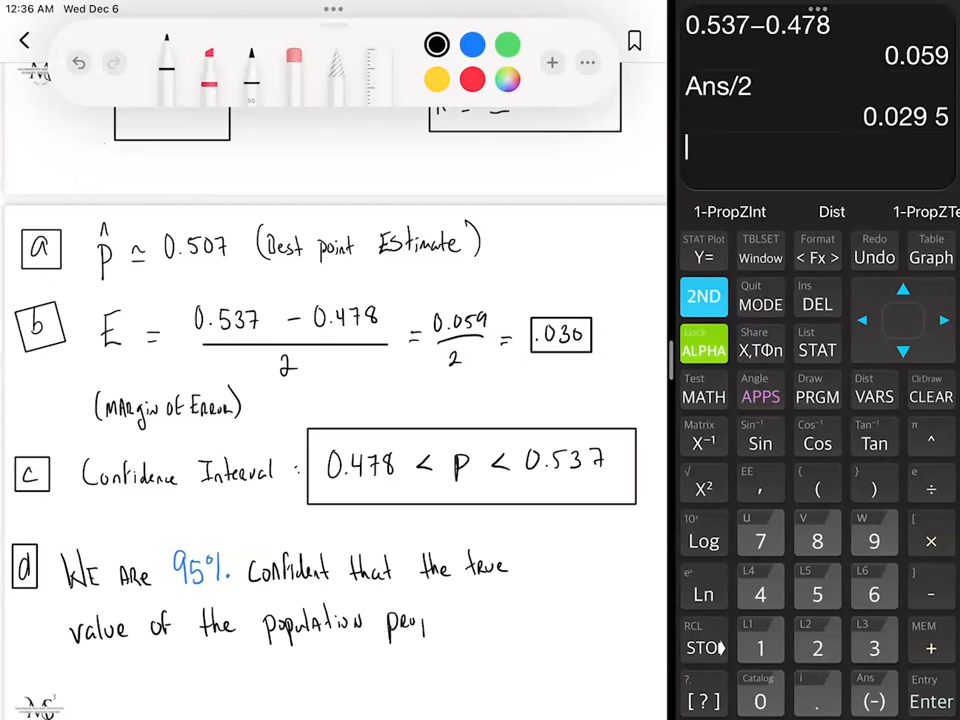 12:36 AM Wed Dec 6
a p̂ ≃ 0.507 (Best point Estimate)
b E = 0.537 - 0.478 / 2 = 0.059 / 2 = .030
(MARgin of ERROR)
c Confidence Interval : 0.478 < p < 0.537
d WE ARE 95% Confident that the true
value of the population prop
0.537−0.478
0.059
Ans/2
0.029 5
1-PropZInt Dist 1-PropZTe
STAT Plot TBLSET Format Redo Table
Y= Window < Fx > Undo Graph
Quit Ins
2ND MODE DEL
Lock Share List
ALPHA X,TΘn STAT
Test Angle Draw Dist ClrDraw
MATH APPS PRGM VARS CLEAR
Matrix Sin⁻¹ Cos⁻¹ Tan⁻¹ π
X⁻¹ Sin Cos Tan ^
√ EE { } e
X² , ( ) ÷
10ˣ U V W [
Log 7 8 9 ×
eˣ L4 L5 L6 ]
Ln 4 5 6 -
RCL L1 L2 L3 MEM
STO 1 2 3 +
?. Catalog i Ans Entry
[ ? ] 0 . (−) Enter